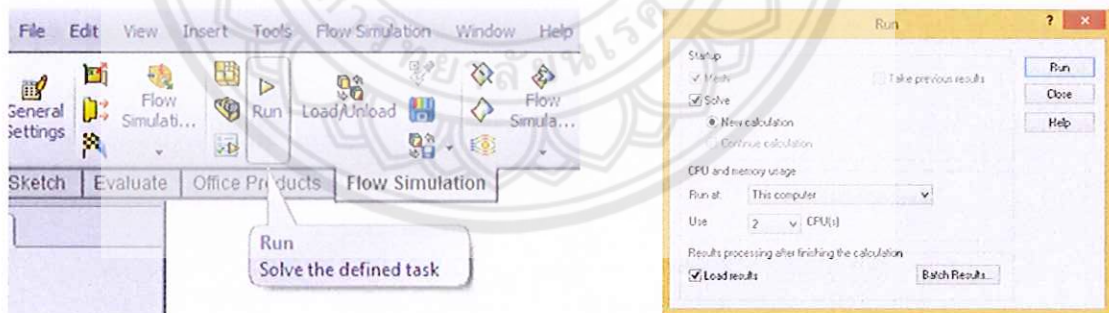 File Edit View Insert Tools Flow Simulation Window Help
General Settings
Flow Simulati...
Run
Load/Unload
Flow Simula...
Sketch Evaluate Office Products Flow Simulation
Run
Solve the defined task
Run
? ×
Startup
Mesh
Take previous results
Solve
New calculation
Continue calculation
CPU and memory usage
Run at: This computer
Use 2 CPU(s)
Results processing after finishing the calculation
Load results
Batch Results...
Run
Close
Help